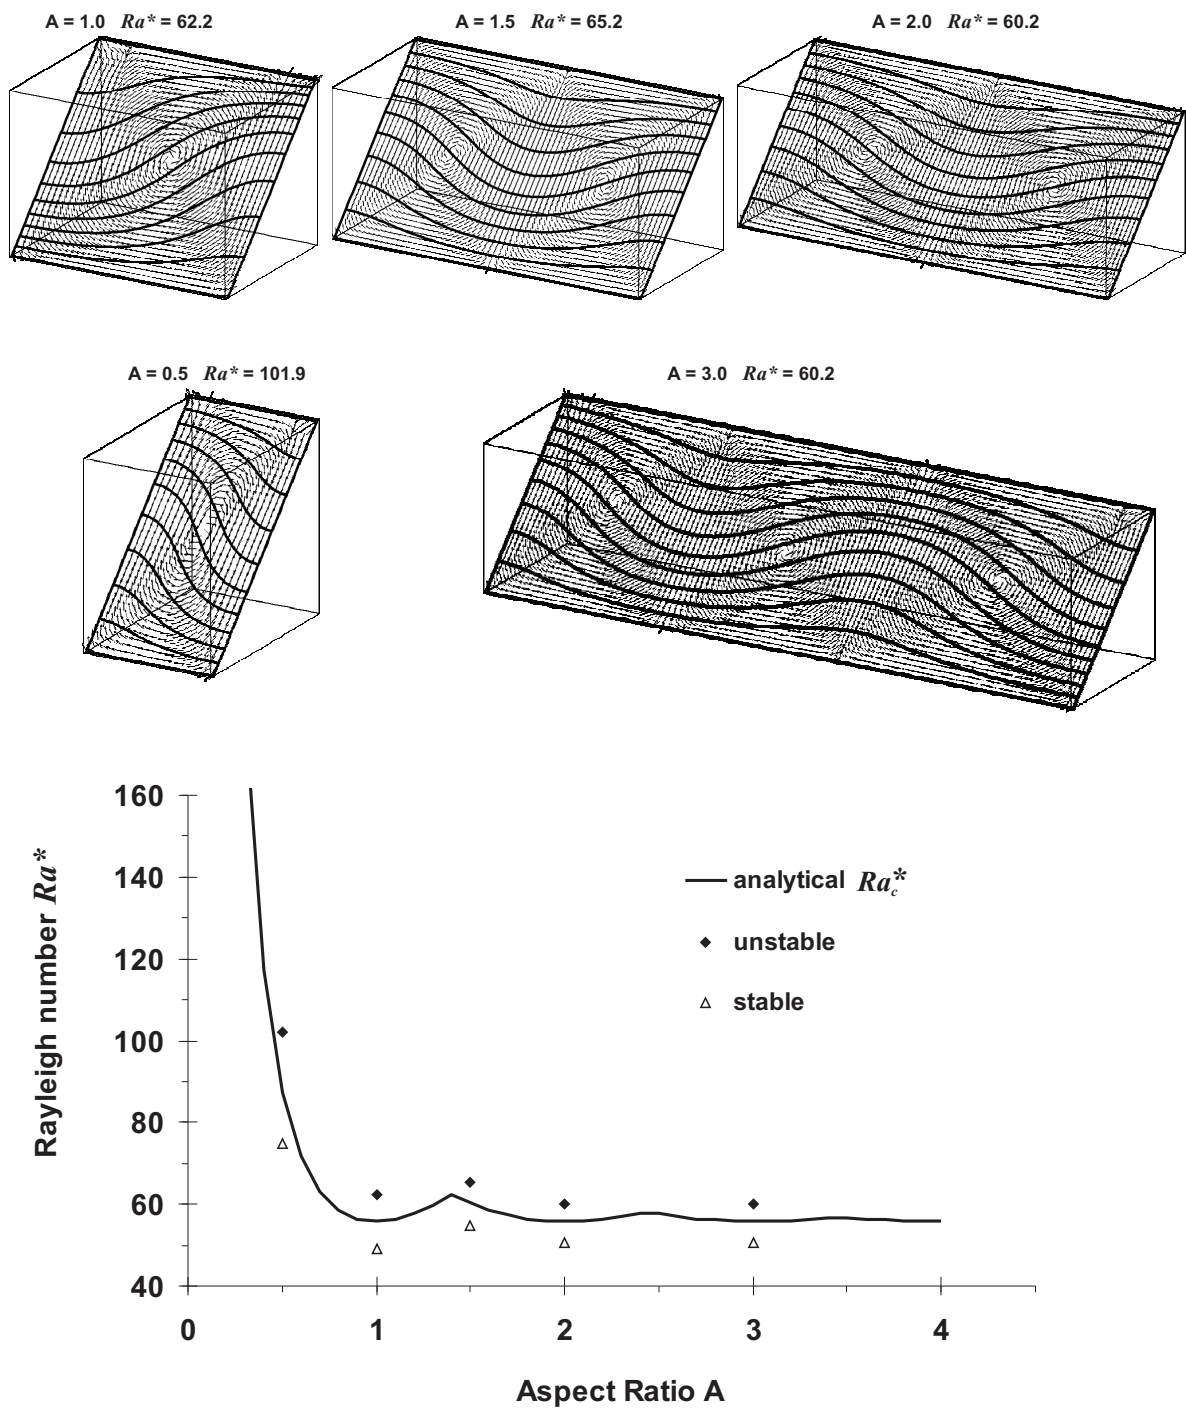 A = 1.0 Ra* = 62.2
A = 1.5 Ra* = 65.2
A = 2.0 Ra* = 60.2
A = 0.5 Ra* = 101.9
A = 3.0 Ra* = 60.2
160
140
120
100
80
60
40
Rayleigh number Ra*
analytical Ra_c*
unstable
stable
0 1 2 3 4
Aspect Ratio A